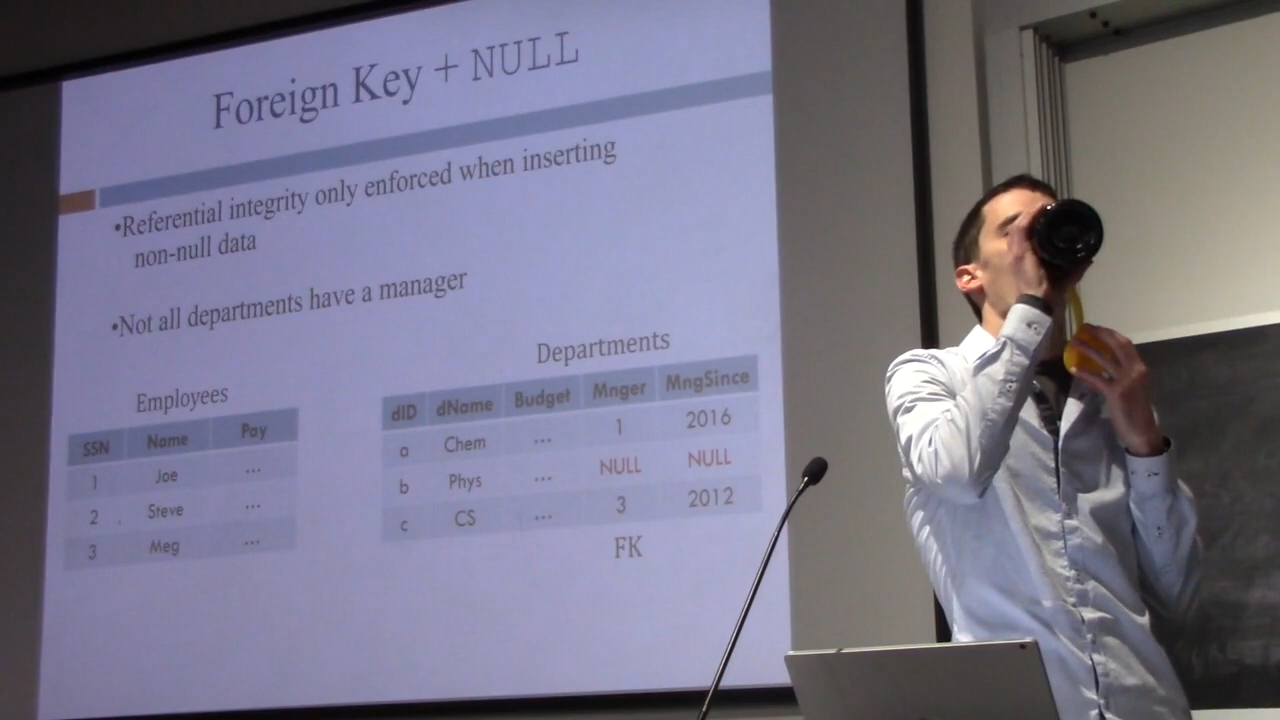 Foreign Key + NULL
•Referential integrity only enforced when inserting
non-null data
•Not all departments have a manager
Employees
SSN Name Pay
1 Joe ...
2 Steve ...
3 Meg ...
Departments
dID dName Budget Mnger MngSince
a Chem ... 1 2016
b Phys ... NULL NULL
c CS ... 3 2012
FK